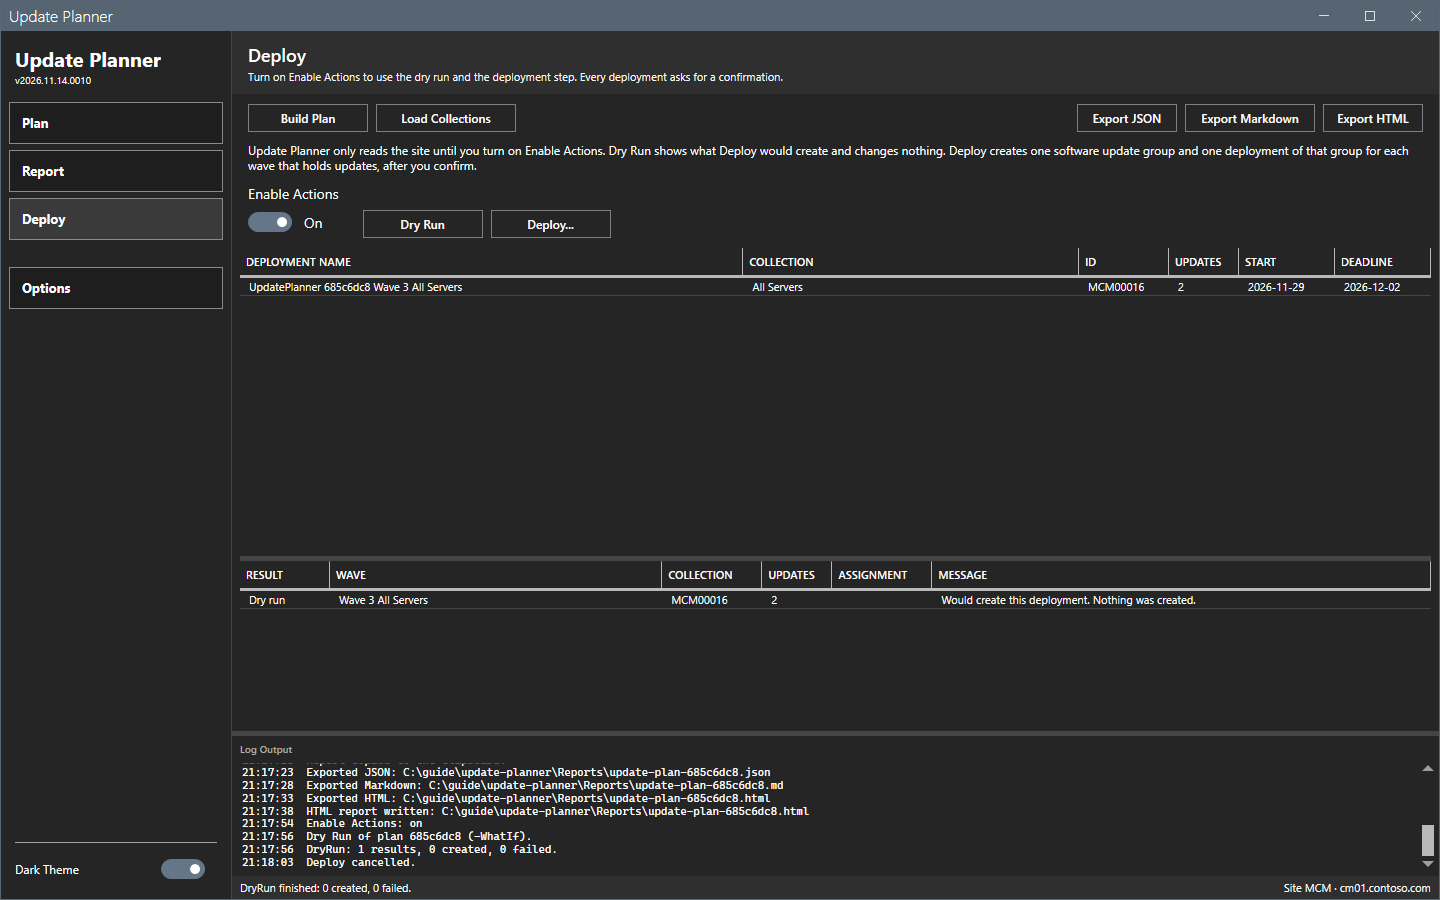 Update Planner
Update Planner
v2026.11.14.0010
Plan
Report
Deploy
Options
Dark Theme
Deploy
Turn on Enable Actions to use the dry run and the deployment step. Every deployment asks for a confirmation.
Build Plan
Load Collections
Export JSON
Export Markdown
Export HTML
Update Planner only reads the site until you turn on Enable Actions. Dry Run shows what Deploy would create and changes nothing. Deploy creates one software update group and one deployment of that group for each
wave that holds updates, after you confirm.
Enable Actions
On
Dry Run
Deploy...
DEPLOYMENT NAME COLLECTION ID UPDATES START DEADLINE
UpdatePlanner 685c6dc8 Wave 3 All Servers All Servers MCM00016 2 2026-11-29 2026-12-02
RESULT WAVE COLLECTION UPDATES ASSIGNMENT MESSAGE
Dry run Wave 3 All Servers MCM00016 2 Would create this deployment. Nothing was created.
Log Output
21:17:23 Exported JSON: C:\guide\update-planner\Reports\update-plan-685c6dc8.json
21:17:28 Exported Markdown: C:\guide\update-planner\Reports\update-plan-685c6dc8.md
21:17:33 Exported HTML: C:\guide\update-planner\Reports\update-plan-685c6dc8.html
21:17:38 HTML report written: C:\guide\update-planner\Reports\update-plan-685c6dc8.html
21:17:54 Enable Actions: on
21:17:56 Dry Run of plan 685c6dc8 (-WhatIf).
21:17:56 DryRun: 1 results, 0 created, 0 failed.
21:18:03 Deploy cancelled.
DryRun finished: 0 created, 0 failed.
Site MCM · cm01.contoso.com